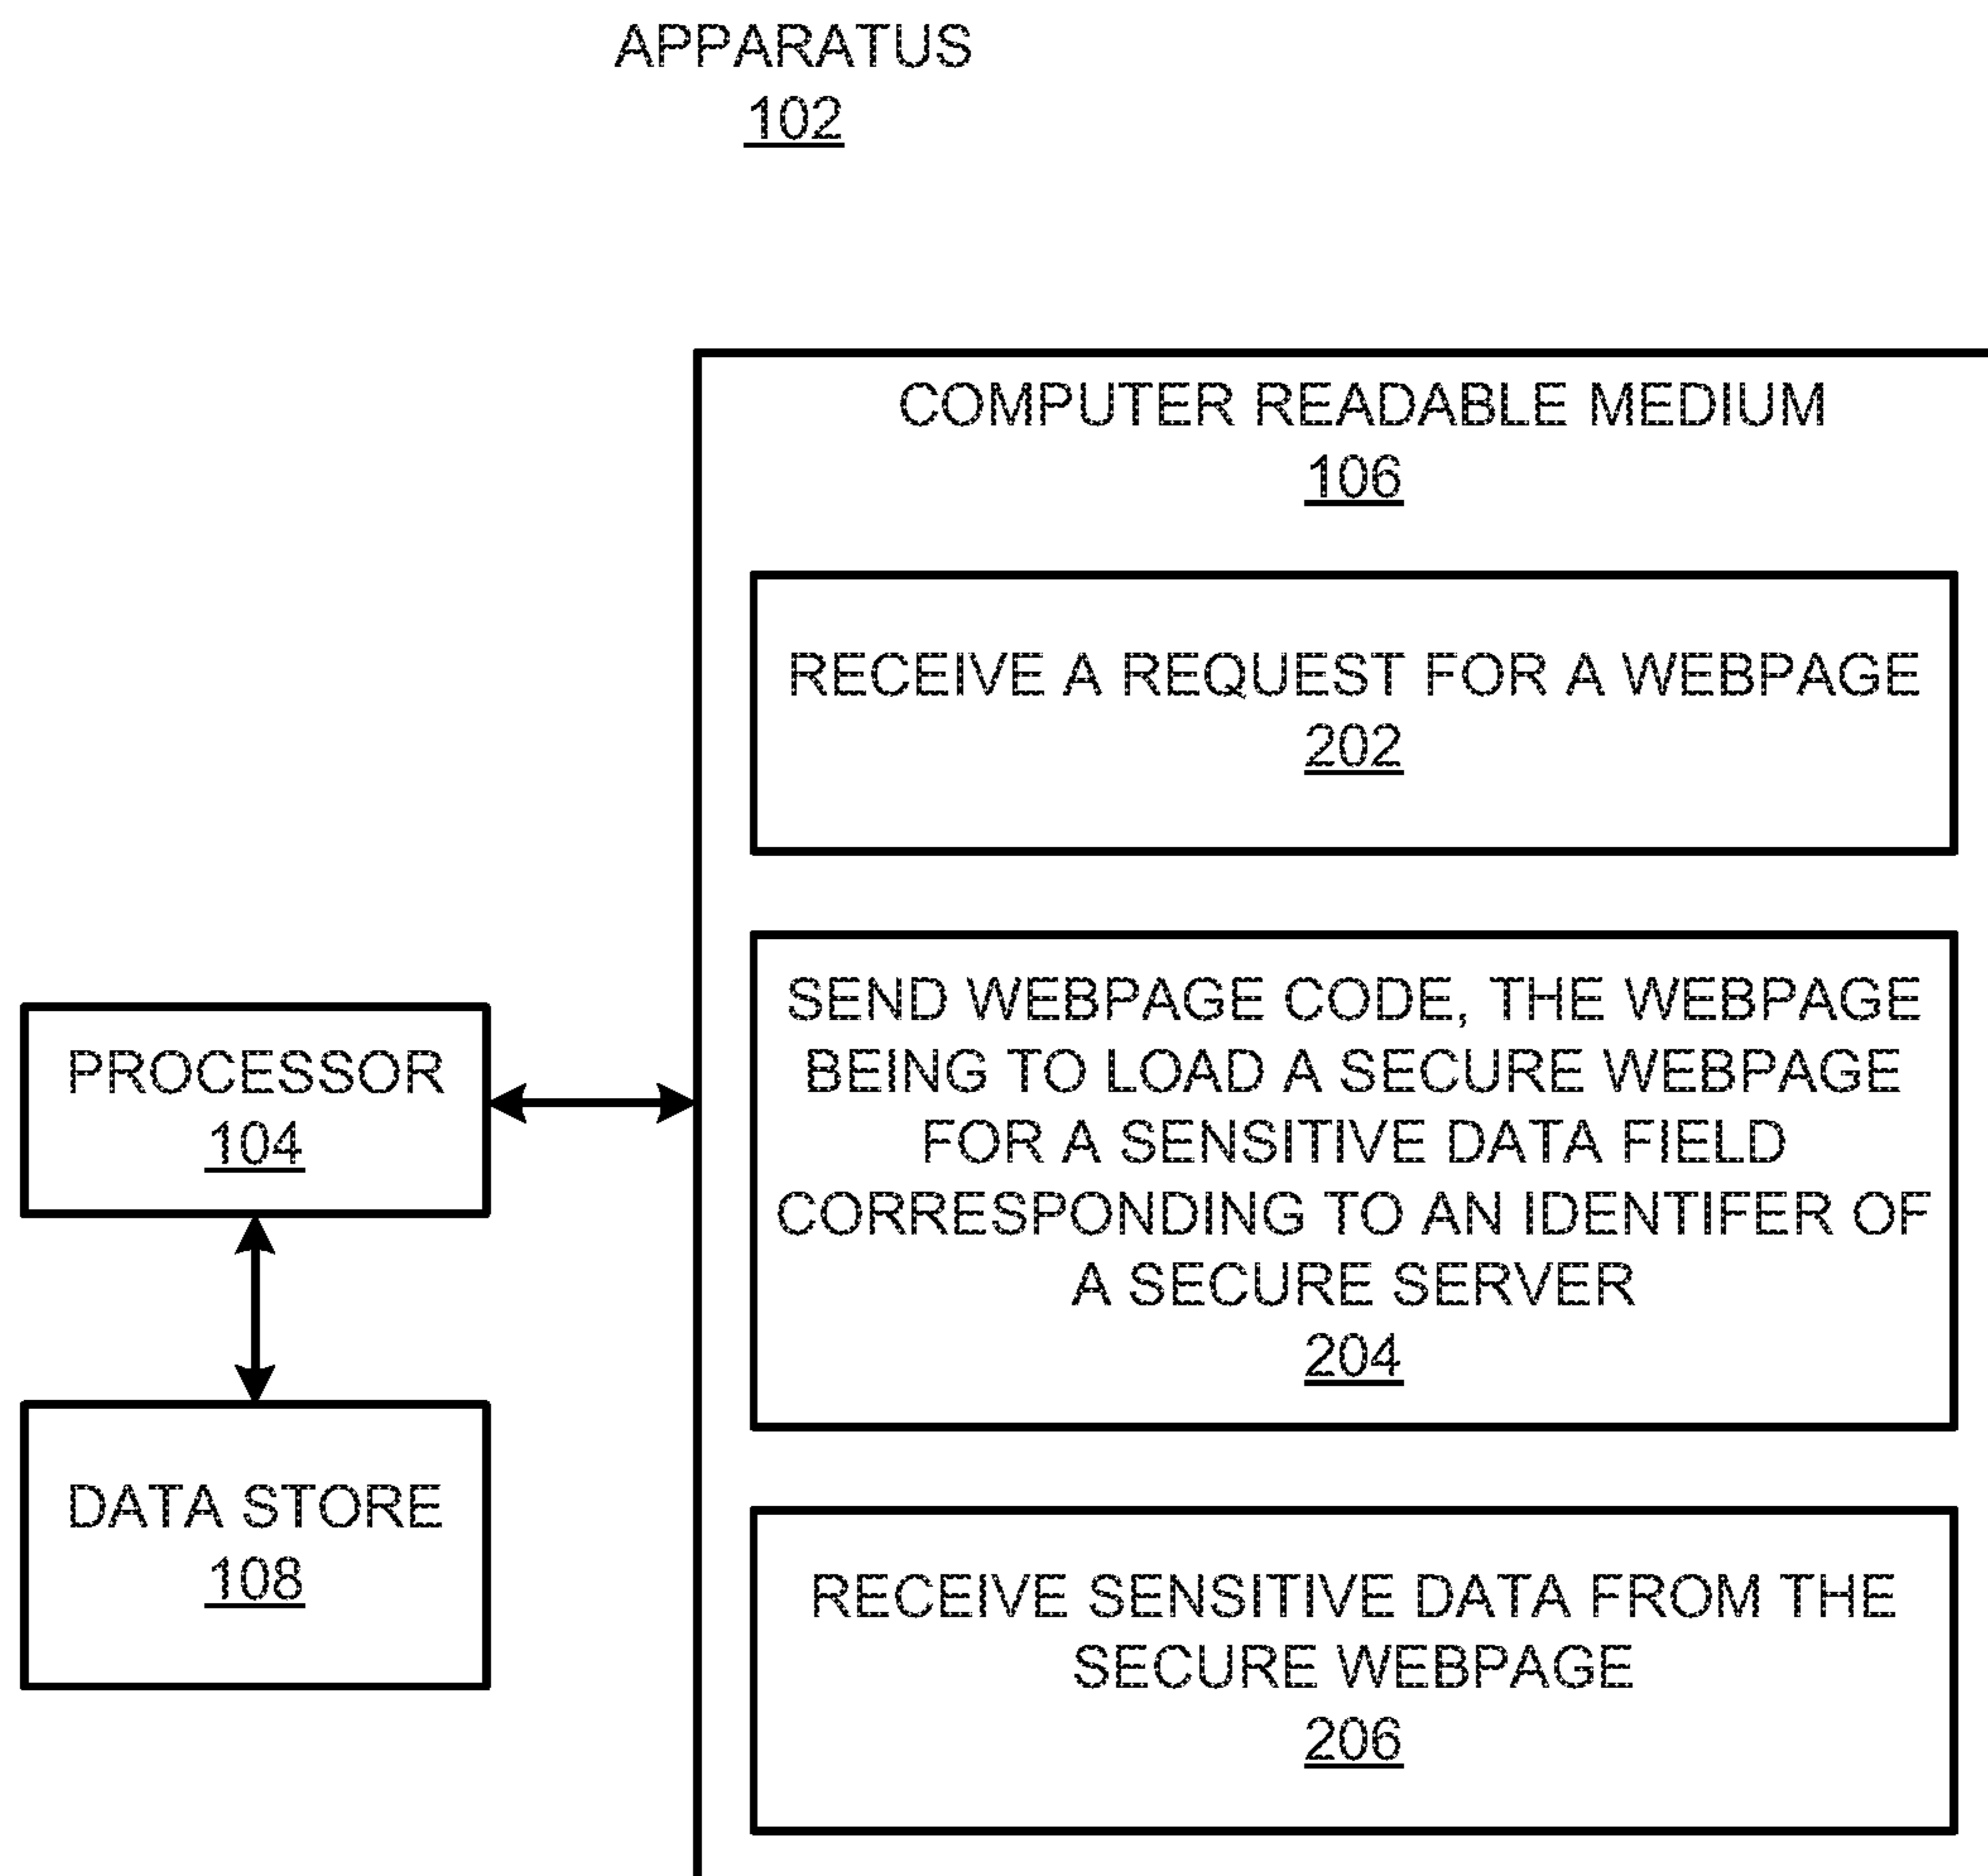 APPARATUS
102
COMPUTER READABLE MEDIUM
106
RECEIVE A REQUEST FOR A WEBPAGE
202
SEND WEBPAGE CODE, THE WEBPAGE
BEING TO LOAD A SECURE WEBPAGE
FOR A SENSITIVE DATA FIELD
CORRESPONDING TO AN IDENTIFER OF
A SECURE SERVER
204
RECEIVE SENSITIVE DATA FROM THE
SECURE WEBPAGE
206
PROCESSOR
104
DATA STORE
108